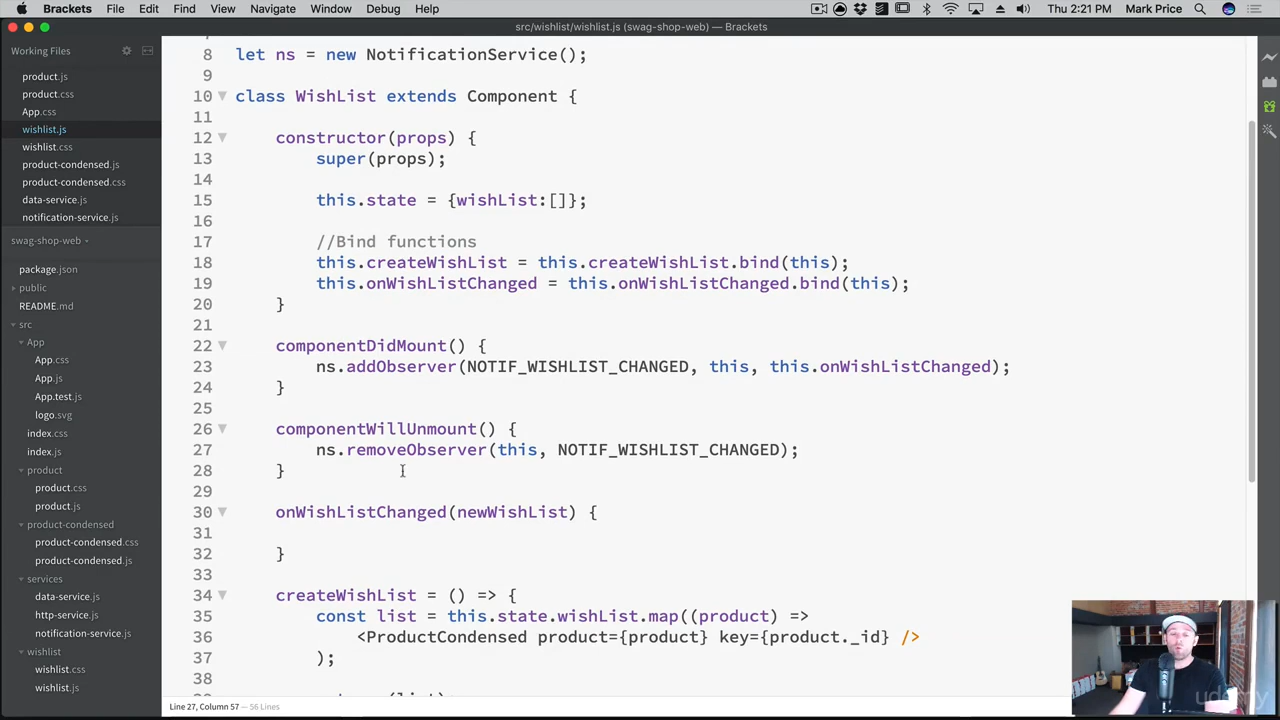 Brackets File Edit Find View Navigate Window Debug Help Thu 2:21 PM Mark Price
src/wishlist/wishlist.js (swag-shop-web) — Brackets
Working Files
product.js
product.css
App.css
wishlist.js
wishlist.css
product-condensed.js
product-condensed.css
data-service.js
notification-service.js
swag-shop-web
package.json
public
README.md
src
App
App.css
App.js
App.test.js
logo.svg
index.css
index.js
product
product.css
product.js
product-condensed
product-condensed.css
product-condensed.js
services
data-service.js
http-service.js
notification-service.js
wishlist
wishlist.css
wishlist.js
8 let ns = new NotificationService();
9
10 class WishList extends Component {
11
12 constructor(props) {
13 super(props);
14
15 this.state = {wishList:[]};
16
17 //Bind functions
18 this.createWishList = this.createWishList.bind(this);
19 this.onWishListChanged = this.onWishListChanged.bind(this);
20 }
21
22 componentDidMount() {
23 ns.addObserver(NOTIF_WISHLIST_CHANGED, this, this.onWishListChanged);
24 }
25
26 componentWillUnmount() {
27 ns.removeObserver(this, NOTIF_WISHLIST_CHANGED);
28 }
29
30 onWishListChanged(newWishList) {
31
32 }
33
34 createWishList = () => {
35 const list = this.state.wishList.map((product) =>
36 <ProductCondensed product={product} key={product._id} />
37 );
38
Line 27, Column 57 — 56 Lines
udemy